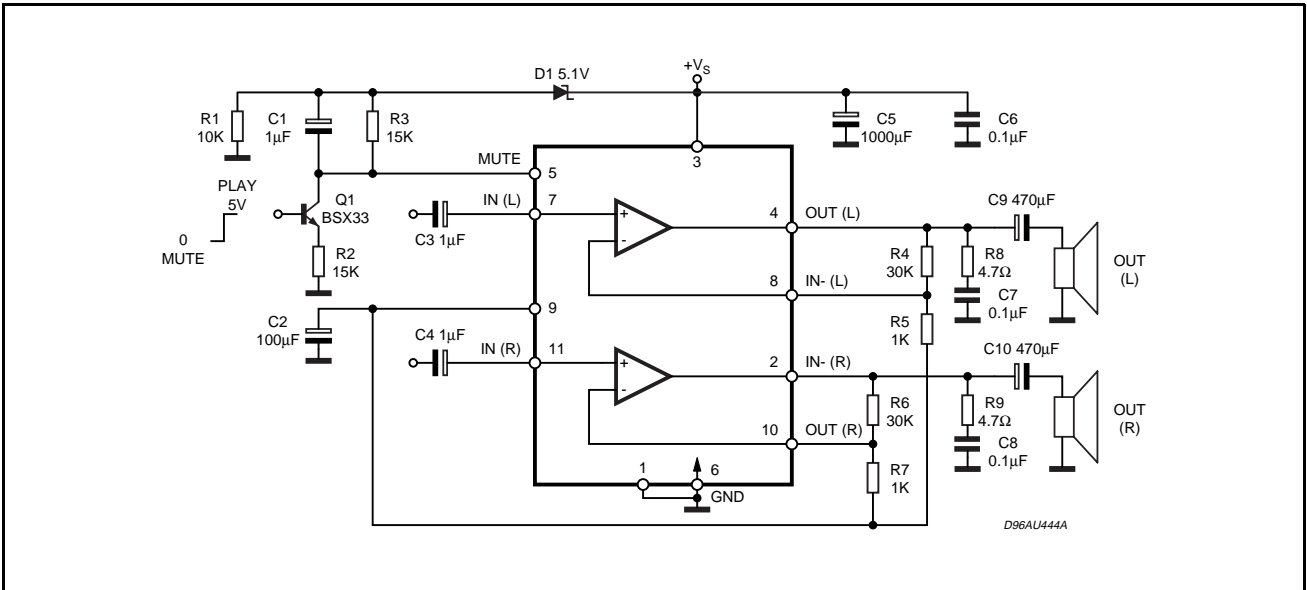 D1 5.1V
+VS
R1
10K
C1
1µF
R3
15K
C5
1000µF
C6
0.1µF
3
MUTE
5
PLAY
5V
0
MUTE
Q1
BSX33
R2
15K
IN (L)
7
C3 1µF
+
-
4
OUT (L)
C9 470µF
R4
30K
R8
4.7Ω
OUT
(L)
8
IN- (L)
C7
0.1µF
R5
1K
C2
100µF
9
C4 1µF
IN (R)
11
+
-
2
IN- (R)
C10 470µF
R6
30K
R9
4.7Ω
OUT
(R)
10
OUT (R)
C8
0.1µF
R7
1K
1
6
GND
D96AU444A